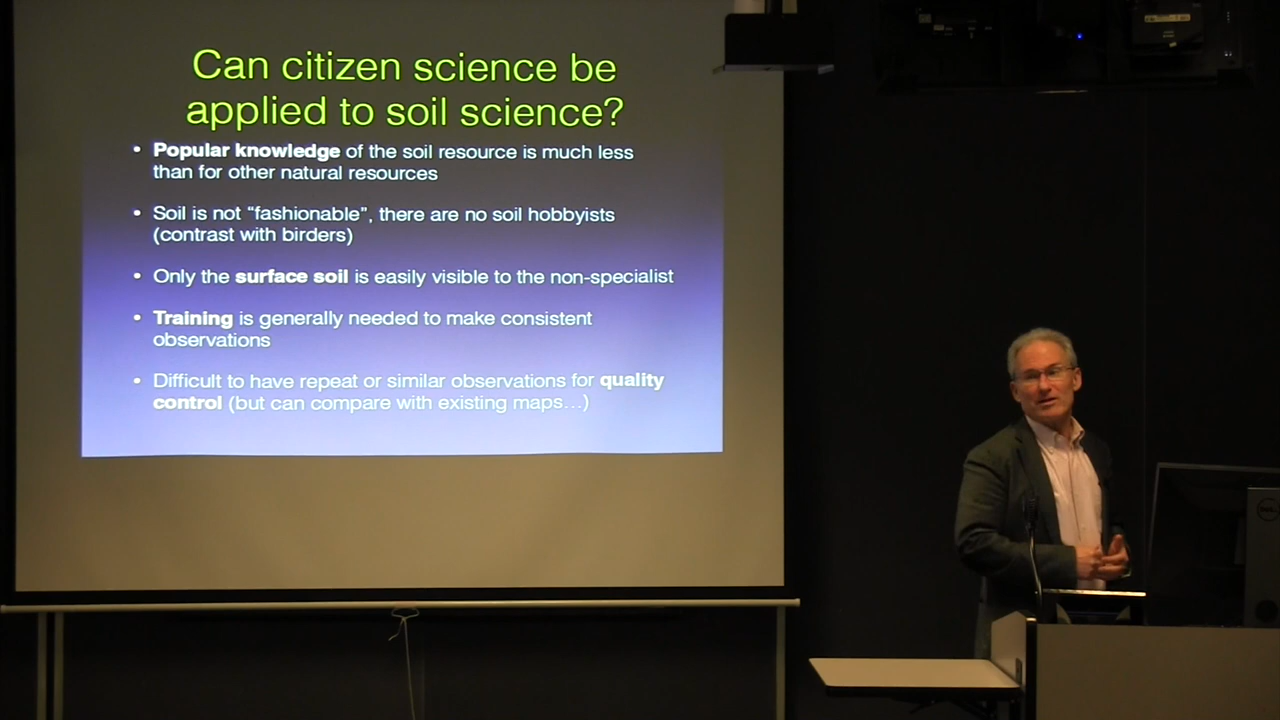 Can citizen science be
applied to soil science?
• Popular knowledge of the soil resource is much less
than for other natural resources
• Soil is not “fashionable”, there are no soil hobbyists
(contrast with birders)
• Only the surface soil is easily visible to the non-specialist
• Training is generally needed to make consistent
observations
• Difficult to have repeat or similar observations for quality
control (but can compare with existing maps...)
DELL